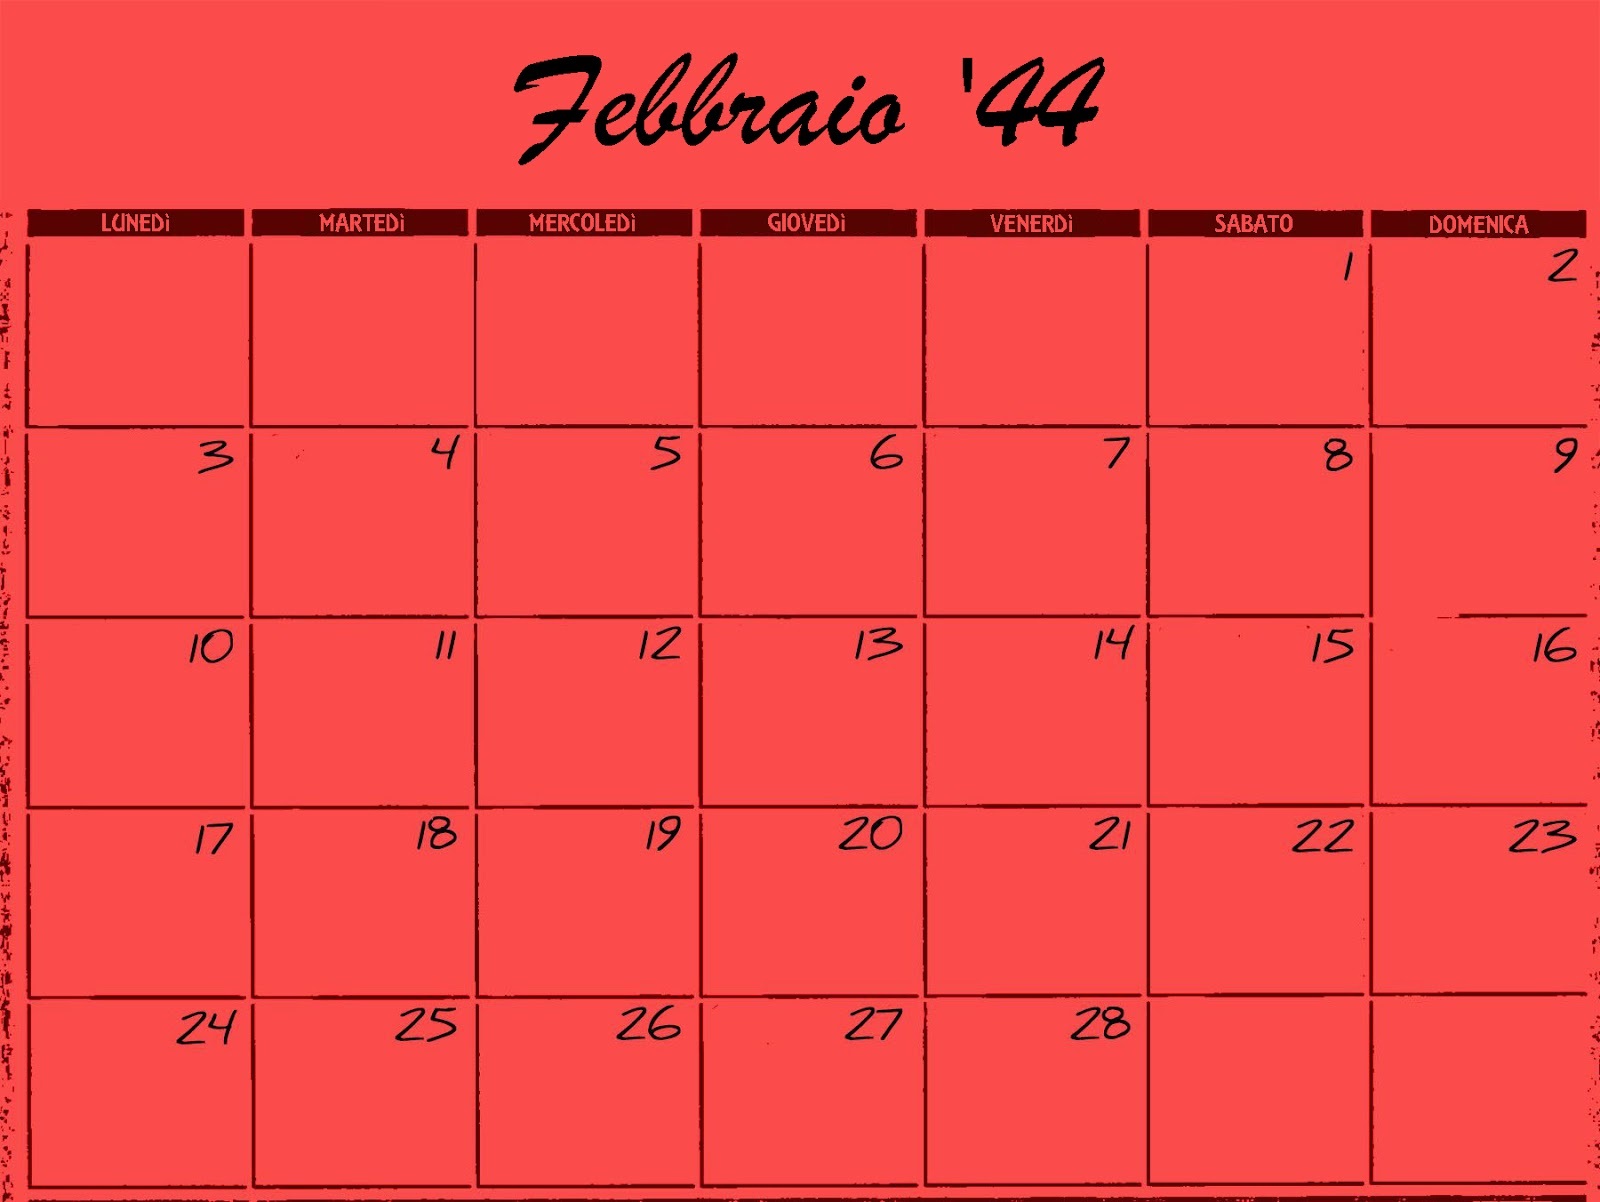 Febbraio '44
LUNEDì MARTEDì MERCOLEDì GIOVEDì VENERDì SABATO DOMENICA
1 2
3 4 5 6 7 8 9
10 11 12 13 14 15 16
17 18 19 20 21 22 23
24 25 26 27 28